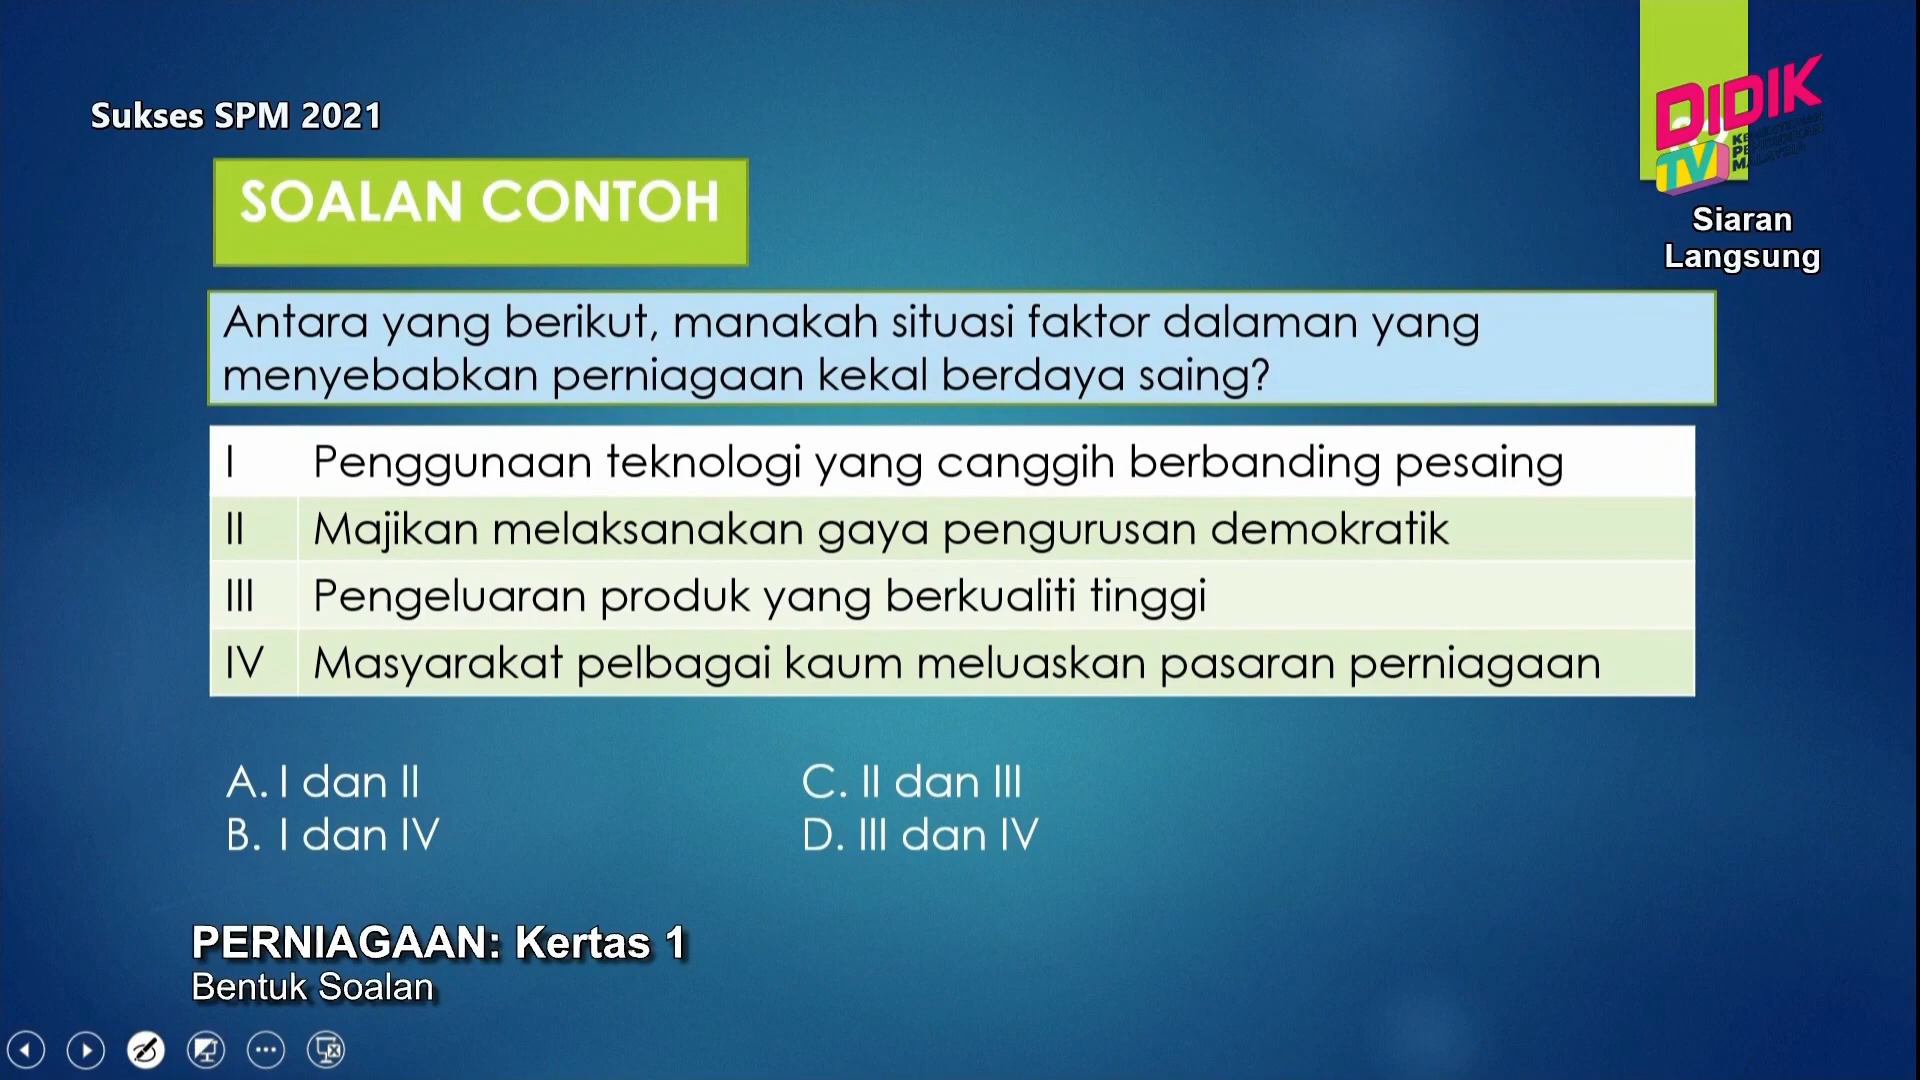 Sukses SPM 2021
DIDIK
TV
KEMENTERIAN
PENDIDIKAN
MALAYSIA
Siaran
Langsung
SOALAN CONTOH
Antara yang berikut, manakah situasi faktor dalaman yang
menyebabkan perniagaan kekal berdaya saing?
I Penggunaan teknologi yang canggih berbanding pesaing
II Majikan melaksanakan gaya pengurusan demokratik
III Pengeluaran produk yang berkualiti tinggi
IV Masyarakat pelbagai kaum meluaskan pasaran perniagaan
A. I dan II
B. I dan IV
C. II dan III
D. III dan IV
PERNIAGAAN: Kertas 1
Bentuk Soalan